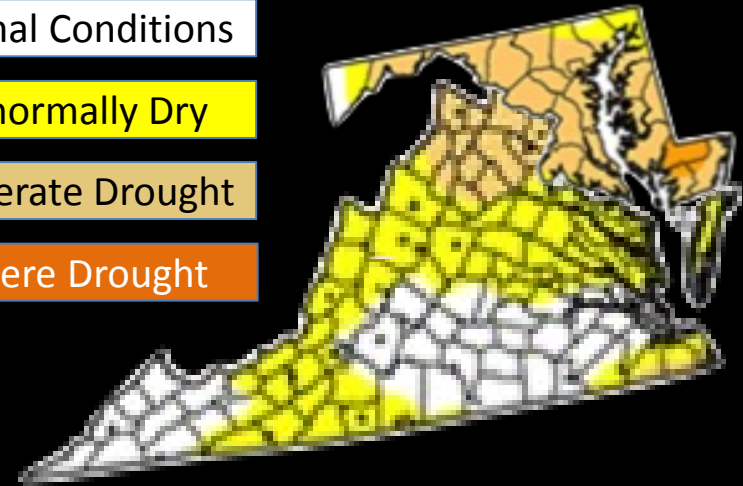 nal Conditions
normally Dry
erate Drought
ere Drought